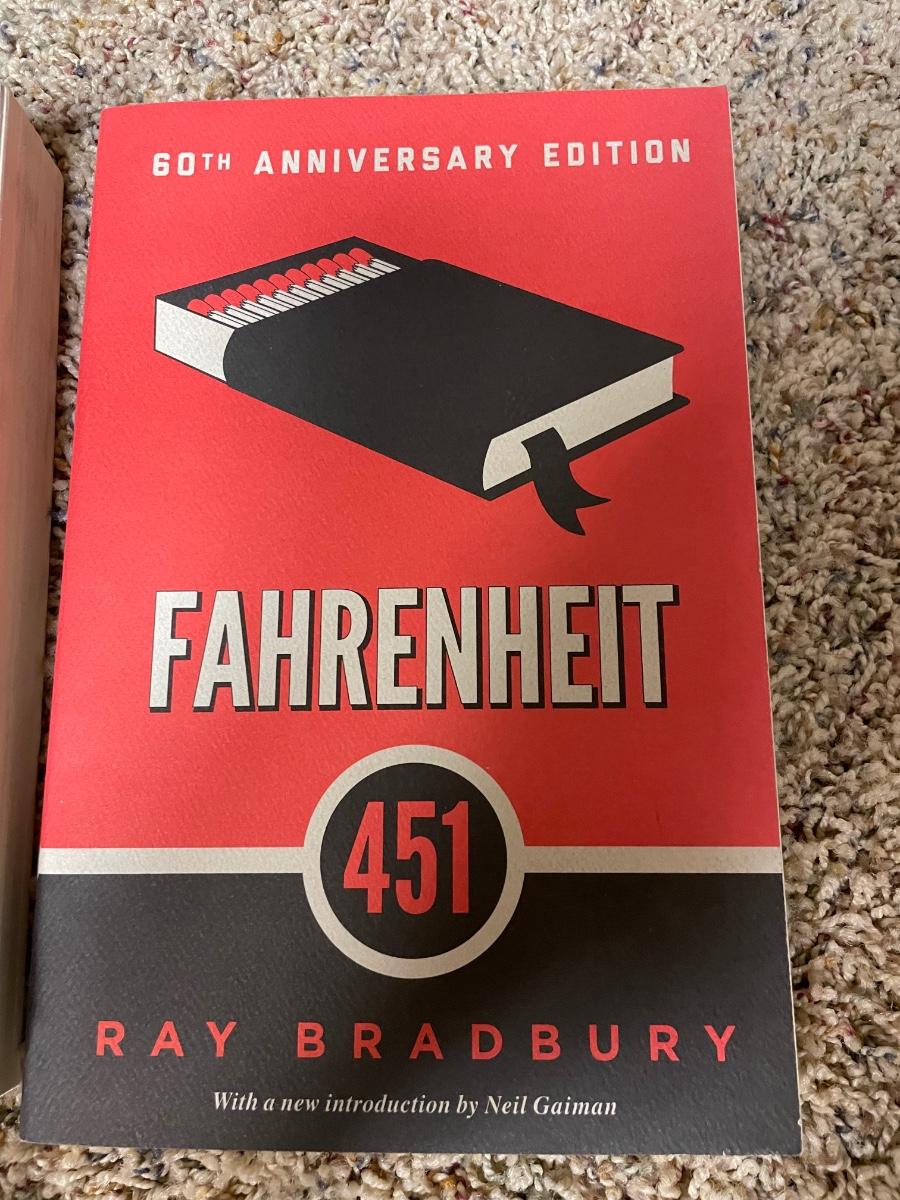 60TH ANNIVERSARY EDITION
FAHRENHEIT
451
RAY BRADBURY
With a new introduction by Neil Gaiman